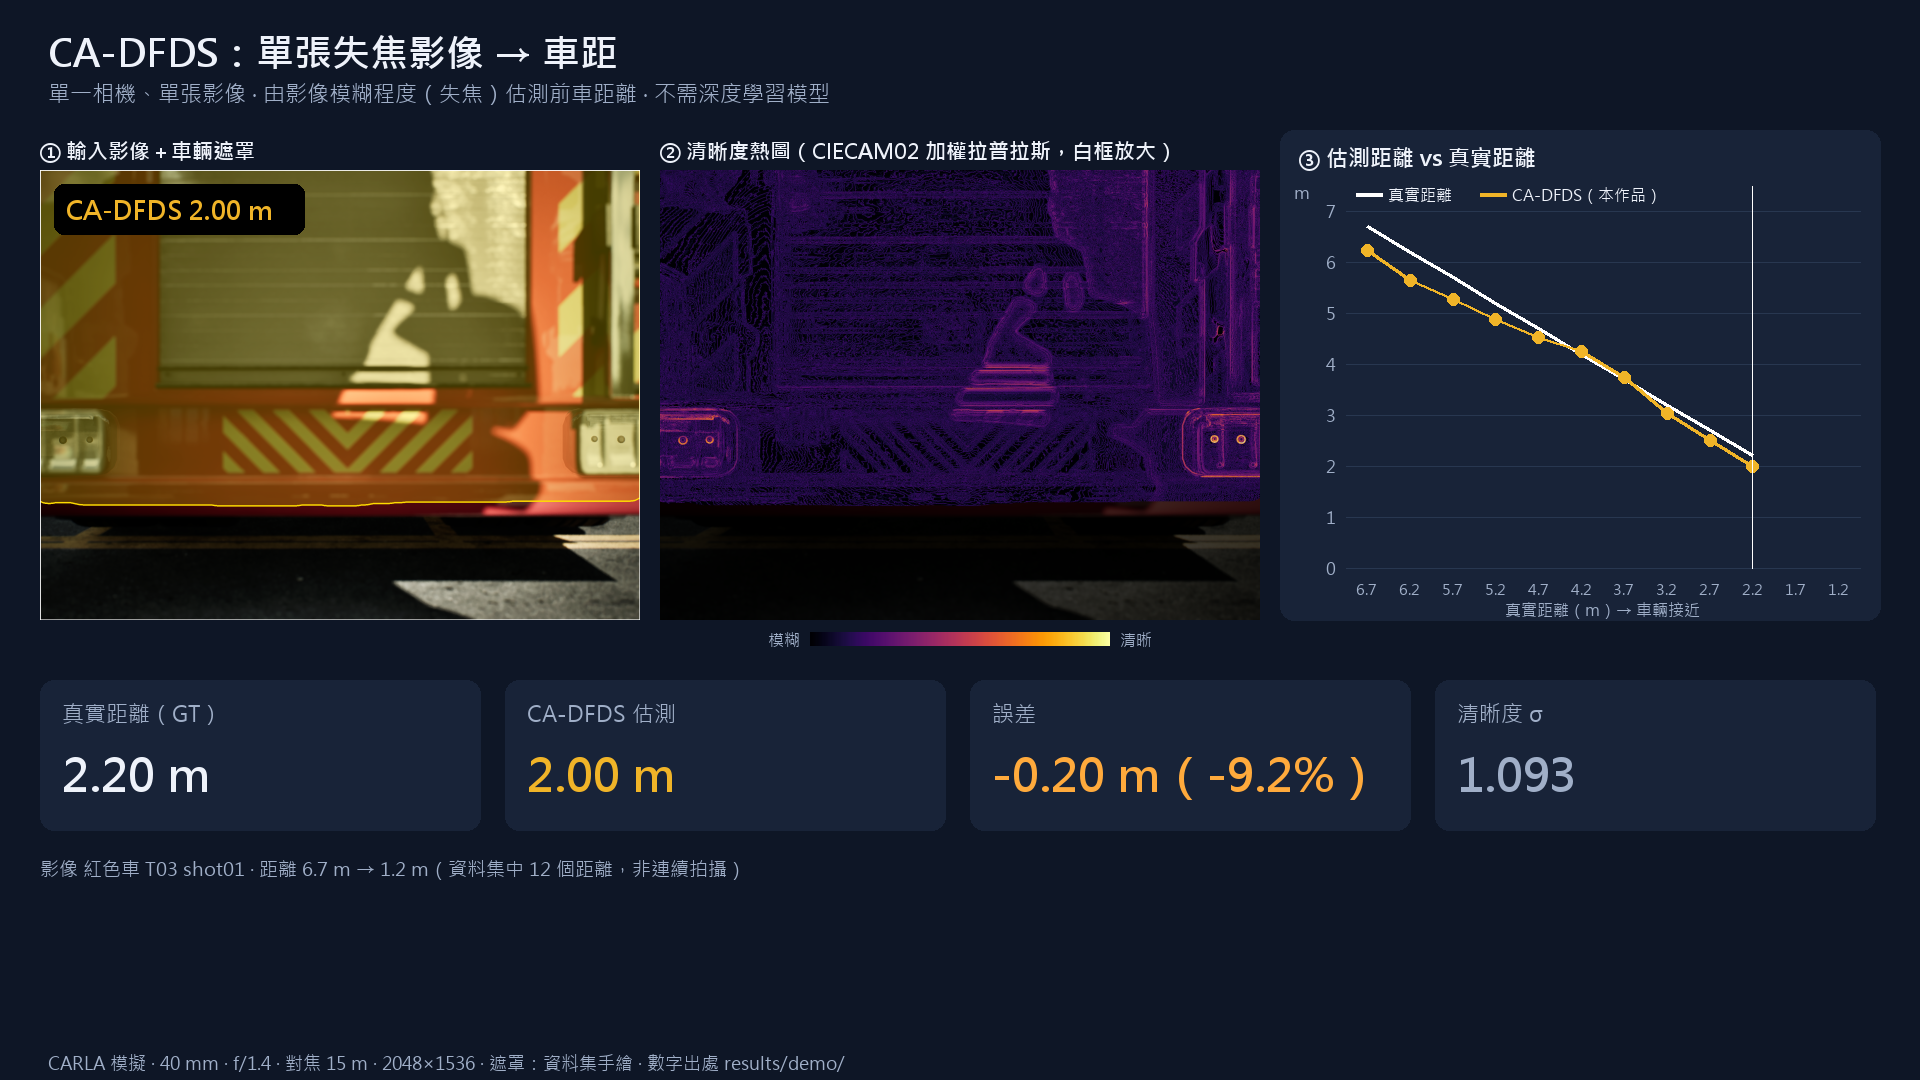 CA-DFDS：單張失焦影像 → 車距
單一相機、單張影像 · 由影像模糊程度（失焦）估測前車距離 · 不需深度學習模型
① 輸入影像 + 車輛遮罩
CA-DFDS 2.00 m
② 清晰度熱圖（CIECAM02 加權拉普拉斯，白框放大）
模糊
清晰
③ 估測距離 vs 真實距離
m
真實距離
CA-DFDS（本作品）
7
6
5
4
3
2
1
0
6.7 6.2 5.7 5.2 4.7 4.2 3.7 3.2 2.7 2.2 1.7 1.2
真實距離（m）→ 車輛接近
真實距離（GT）
2.20 m
CA-DFDS 估測
2.00 m
誤差
-0.20 m（-9.2%）
清晰度 σ
1.093
影像 紅色車 T03 shot01 · 距離 6.7 m → 1.2 m（資料集中 12 個距離，非連續拍攝）
CARLA 模擬 · 40 mm · f/1.4 · 對焦 15 m · 2048×1536 · 遮罩：資料集手繪 · 數字出處 results/demo/